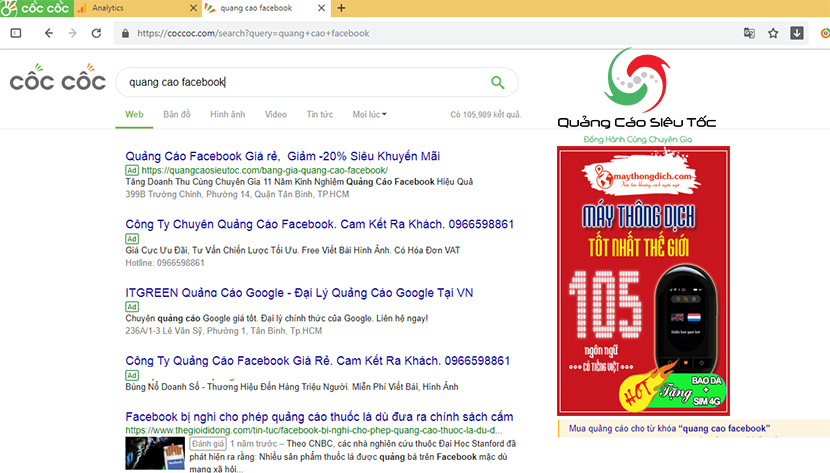 CỐC CỐC
Analytics
quang cao facebook
https://coccoc.com/search?query=quang+cao+facebook
CỐC CỐC
quang cao facebook
Web Bản đồ Hình ảnh Video Tin tức Mọi lúc
Có 105,989 kết quả.
Quảng Cáo Facebook Giá rẻ, Giảm -20% Siêu Khuyến Mãi
Ad https://quangcaosieutoc.com/bang-gia-quang-cao-facebook/
Tăng Doanh Thu Cùng Chuyên Gia 11 Năm Kinh Nghiệm Quảng Cáo Facebook Hiệu Quả
399B Trường Chinh, Phường 14, Quận Tân Bình, TP.HCM
Công Ty Chuyên Quảng Cáo Facebook. Cam Kết Ra Khách. 0966598861
Ad
Giá Cực Ưu Đãi, Tư Vấn Chiến Lược Tối Ưu. Free Viết Bài Hình Ảnh. Có Hóa Đơn VAT
Hotline: 0966598861
ITGREEN Quảng Cáo Google - Đại Lý Quảng Cáo Google Tại VN
Ad
Chuyên quảng cáo Google giá tốt. Đại lý chính thức của Google. Liên hệ ngay!
236A/1-3 Lê Văn Sỹ, Phường 1, Tân Bình, Tp.HCM
Công Ty Quảng Cáo Facebook Giá Rẻ. Cam Kết Ra Khách. 0966598861
Ad
Bùng Nổ Doanh Số - Thương Hiệu Đến Hàng Triệu Người. Miễn Phí Viết Bài, Hình Ảnh
Facebook bị nghi cho phép quảng cáo thuốc lá dù đưa ra chính sách cấm
https://www.thegioididong.com/tin-tuc/facebook-bi-nghi-cho-phep-quang-cao-thuoc-la-du-d...
Đánh giá 1 năm trước – Theo CNBC, các nhà nghiên cứu thuộc Đại Học Stanford đã
phát hiện ra rằng: Nhiều sản phẩm thuốc lá được quảng bá trên Facebook mặc dù
mạng xã hội...
Quảng Cáo Siêu Tốc
Đồng Hành Cùng Chuyên Gia
maythongdich.com
MÁY THÔNG DỊCH
TỐT NHẤT THẾ GIỚI
105
ngôn ngữ
...CÓ TIẾNG VIỆT...
HOT
Tặng
BAO DA
+
SIM 4G
Mua quảng cáo cho từ khóa “quang cao facebook”